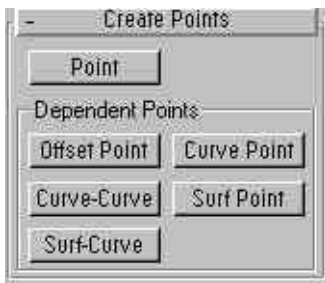 - Create Points
Point
Dependent Points
Offset Point Curve Point
Curve-Curve Surf Point
Surf-Curve